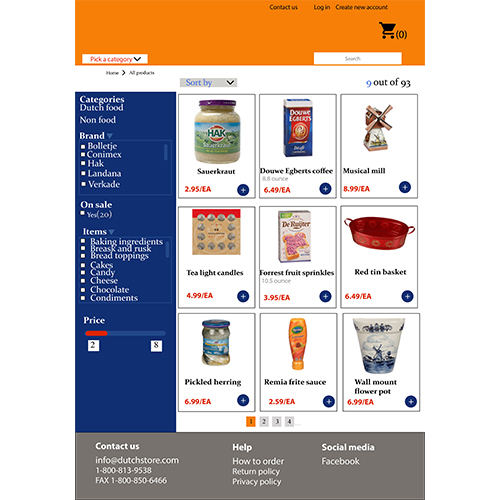 Contact us Log in Create new account
(0)
Pick a category
Search
Home > All products
Sort by
9 out of 93
Categories
Dutch food
Non food
Brand
Bolletje
Conimex
Hak
Landana
Verkade
On sale
Yes(20)
Items
Baking ingredients
Breask and rusk
Bread toppings
Cakes
Candy
Cheese
Chocolate
Condiments
Price
2 8
HAK
Sauerkraut
Sauerkraut
2.95/EA +
DOUWE EGBERTS
Douwe Egberts coffee
8.8 ounce
6.49/EA +
Musical mill
8.99/EA +
Tea light candles
4.99/EA +
De Ruijter
Forrest fruit sprinkles
10.5 ounce
3.95/EA +
Red tin basket
6.49/EA +
Pickled herring
6.99/EA +
Remia frite sauce
2.59/EA +
Wall mount
flower pot
6.99/EA +
1 2 3 4 ...
Contact us
info@dutchstore.com
1-800-813-9538
FAX 1-800-850-6466
Help
How to order
Return policy
Privacy policy
Social media
Facebook